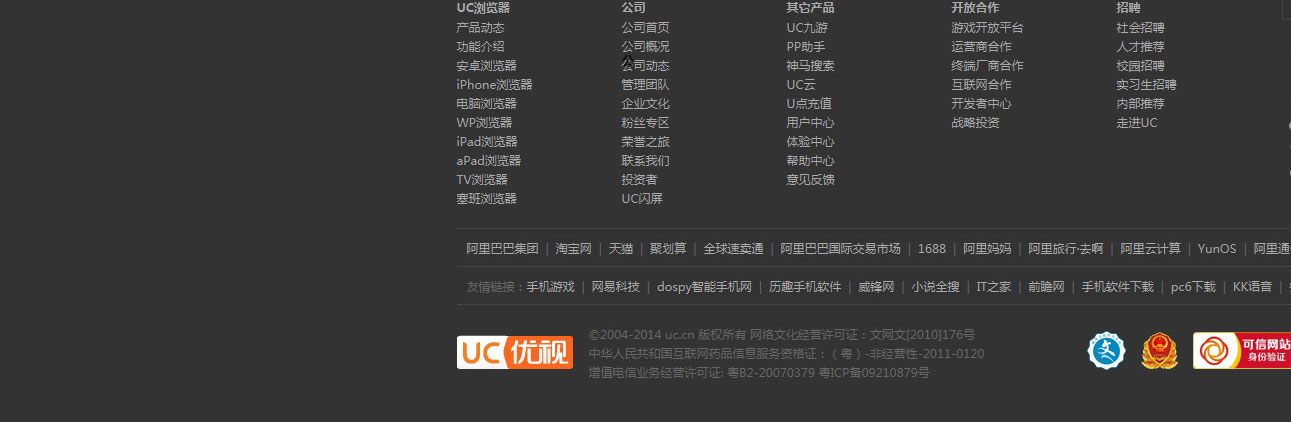 UC浏览器
产品动态
功能介绍
安卓浏览器
iPhone浏览器
电脑浏览器
WP浏览器
iPad浏览器
aPad浏览器
TV浏览器
塞班浏览器
公司
公司首页
公司概况
公司动态
管理团队
企业文化
粉丝专区
荣誉之旅
联系我们
投资者
UC闪屏
其它产品
UC九游
PP助手
神马搜索
UC云
U点充值
用户中心
体验中心
帮助中心
意见反馈
开放合作
游戏开放平台
运营商合作
终端厂商合作
互联网合作
开发者中心
战略投资
招聘
社会招聘
人才推荐
校园招聘
实习生招聘
内部推荐
走进UC
阿里巴巴集团 | 淘宝网 | 天猫 | 聚划算 | 全球速卖通 | 阿里巴巴国际交易市场 | 1688 | 阿里妈妈 | 阿里旅行·去啊 | 阿里云计算 | YunOS | 阿里通
友情链接：手机游戏 | 网易科技 | dospy智能手机网 | 历趣手机软件 | 威锋网 | 小说全搜 | IT之家 | 前瞻网 | 手机软件下载 | pc6下载 | KK语音 |
UC优视
©2004-2014 uc.cn 版权所有 网络文化经营许可证：文网文[2010]176号
中华人民共和国互联网药品信息服务资格证：（粤）-非经营性-2011-0120
增值电信业务经营许可证: 粤B2-20070379 粤ICP备09210879号
可信网站
身份验证